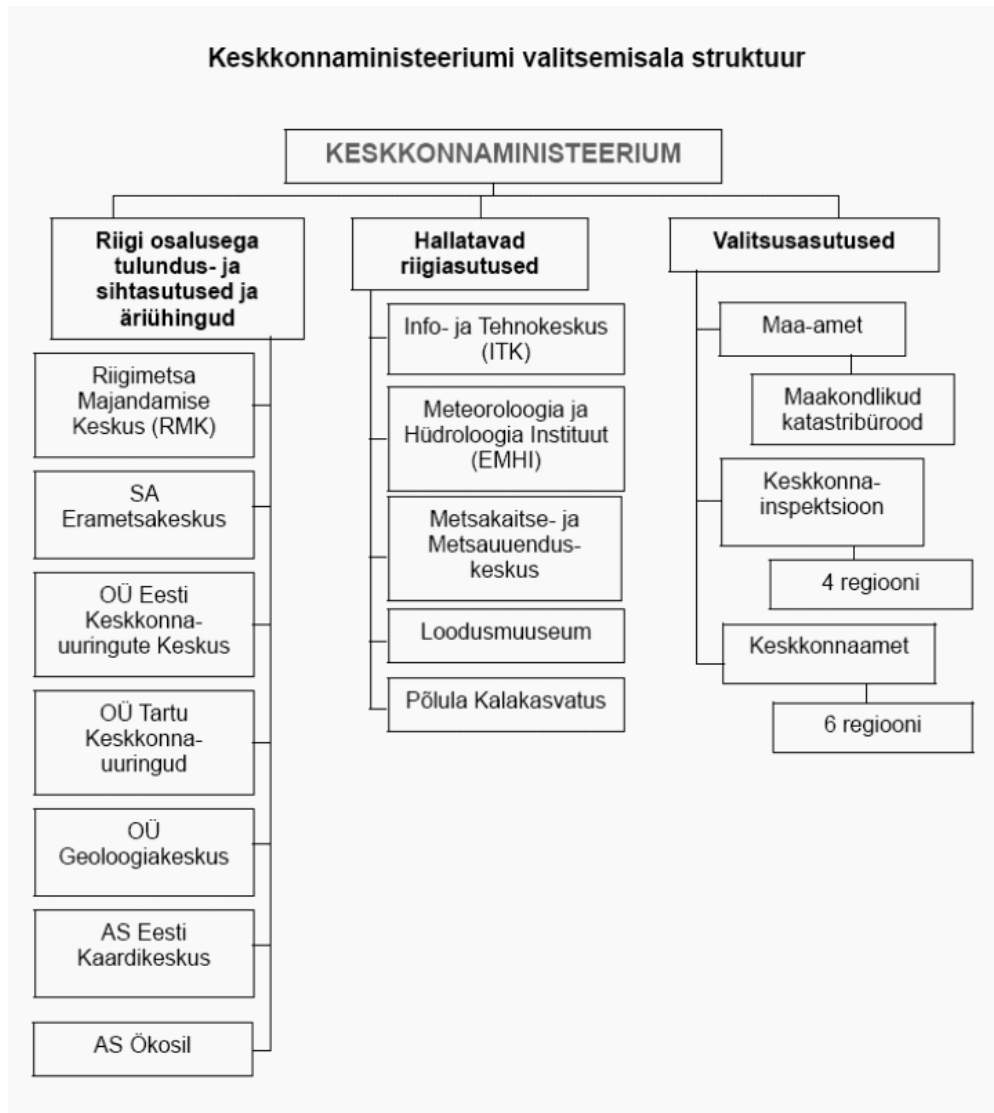 Keskkonnaministeeriumi valitsemisala struktuur
KESKKONNAMINISTEERIUM
Riigi osalusega
tulundus- ja
sihtasutused ja
äriühingud
Riigimetsa
Majandamise
Keskus (RMK)
SA
Erametsakeskus
OÜ Eesti
Keskkonna-
uuringute Keskus
OÜ Tartu
Keskkonna-
uuringud
OÜ
Geoloogiakeskus
AS Eesti
Kaardikeskus
AS Ökosil
Hallatavad
riigiasutused
Info- ja Tehnokeskus
(ITK)
Meteoroloogia ja
Hüdroloogia Instituut
(EMHI)
Metsakaitse- ja
Metsauuendus-
keskus
Loodusmuuseum
Põlula Kalakasvatus
Valitsusasutused
Maa-amet
Maakondlikud
katastribürood
Keskkonna-
inspektsioon
4 regiooni
Keskkonnaamet
6 regiooni